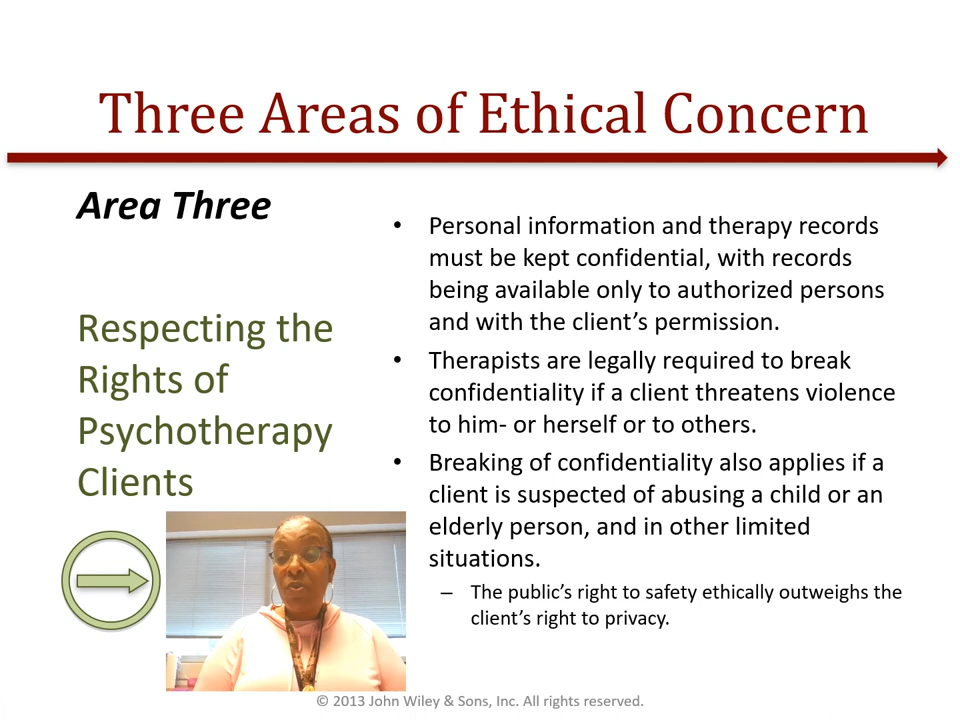 Three Areas of Ethical Concern
Area Three
Respecting the
Rights of
Psychotherapy
Clients
• Personal information and therapy records
must be kept confidential, with records
being available only to authorized persons
and with the client’s permission.
• Therapists are legally required to break
confidentiality if a client threatens violence
to him- or herself or to others.
• Breaking of confidentiality also applies if a
client is suspected of abusing a child or an
elderly person, and in other limited
situations.
– The public’s right to safety ethically outweighs the
client’s right to privacy.
© 2013 John Wiley & Sons, Inc. All rights reserved.